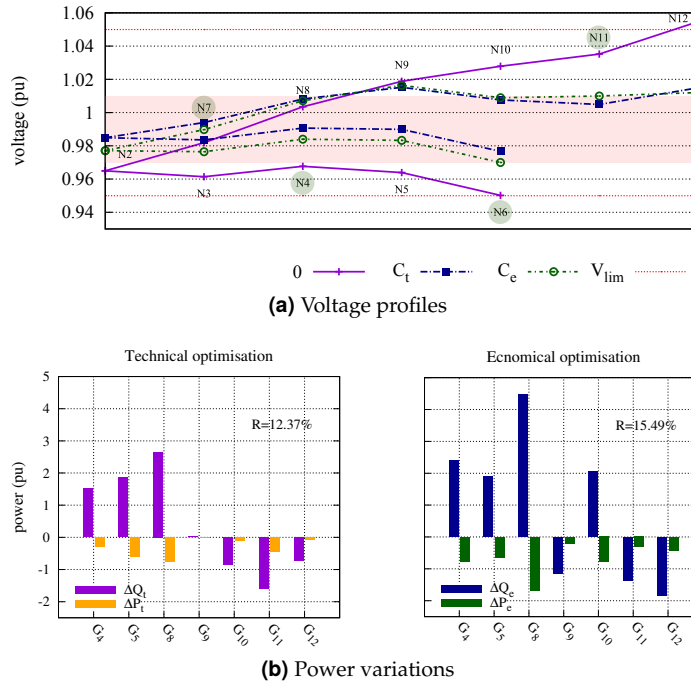 1.06
1.04
1.02
1
0.98
0.96
0.94
voltage (pu)
N2
N7
N3
N8
N4
N9
N5
N10
N6
N11
N12
0
C_t
C_e
V_lim
(a) Voltage profiles
Technical optimisation
5
4
3
2
1
0
-1
-2
power (pu)
R=12.37%
ΔQ_t
ΔP_t
G_4
G_5
G_8
G_9
G_10
G_11
G_12
Ecnomical optimisation
R=15.49%
ΔQ_e
ΔP_e
G_4
G_5
G_8
G_9
G_10
G_11
G_12
(b) Power variations